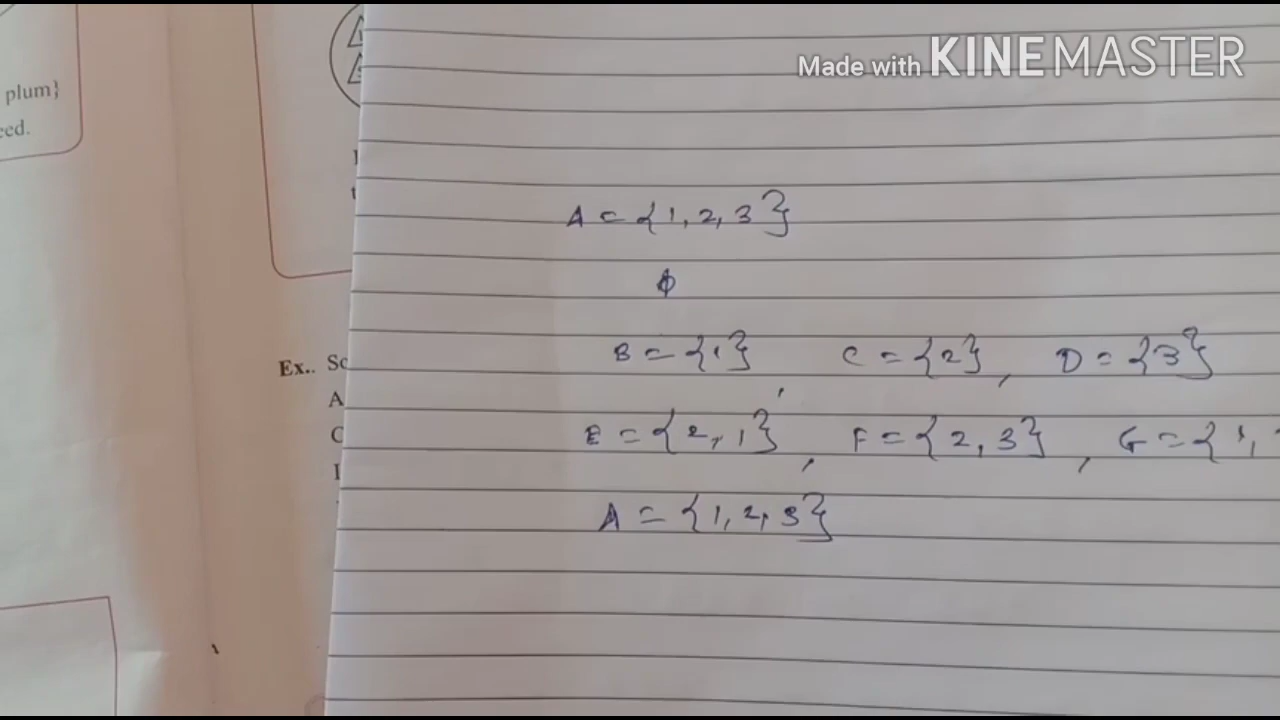 Made with KINEMASTER
plum}
eed.
A = {1, 2, 3}
ϕ
B = {1}, C = {2}, D = {3}
Ex.. Sc
A
E = {2, 1}, F = {2, 3}, G = {1,
C
I
A = {1, 2, 3}